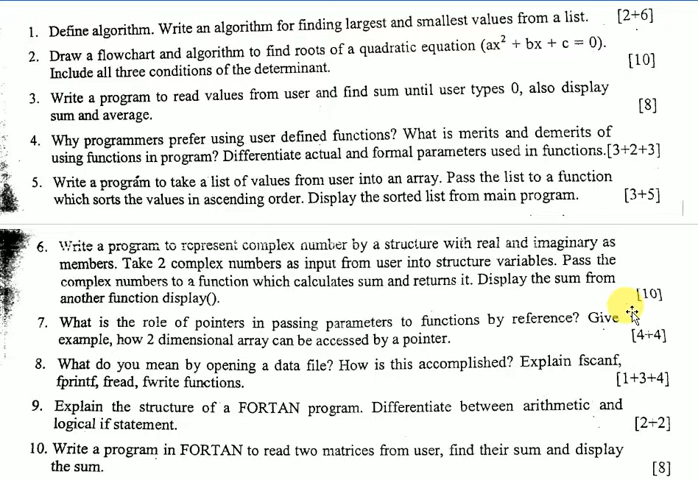 1. Define algorithm. Write an algorithm for finding largest and smallest values from a list. [2+6]
2. Draw a flowchart and algorithm to find roots of a quadratic equation (ax² + bx + c = 0).
Include all three conditions of the determinant. [10]
3. Write a program to read values from user and find sum until user types 0, also display
sum and average. [8]
4. Why programmers prefer using user defined functions? What is merits and demerits of
using functions in program? Differentiate actual and formal parameters used in functions.[3+2+3]
5. Write a program to take a list of values from user into an array. Pass the list to a function
which sorts the values in ascending order. Display the sorted list from main program. [3+5]
6. Write a program to represent complex number by a structure with real and imaginary as
members. Take 2 complex numbers as input from user into structure variables. Pass the
complex numbers to a function which calculates sum and returns it. Display the sum from
another function display(). [10]
7. What is the role of pointers in passing parameters to functions by reference? Give
example, how 2 dimensional array can be accessed by a pointer. [4+4]
8. What do you mean by opening a data file? How is this accomplished? Explain fscanf,
fprintf, fread, fwrite functions. [1+3+4]
9. Explain the structure of a FORTAN program. Differentiate between arithmetic and
logical if statement. [2+2]
10. Write a program in FORTAN to read two matrices from user, find their sum and display
the sum. [8]